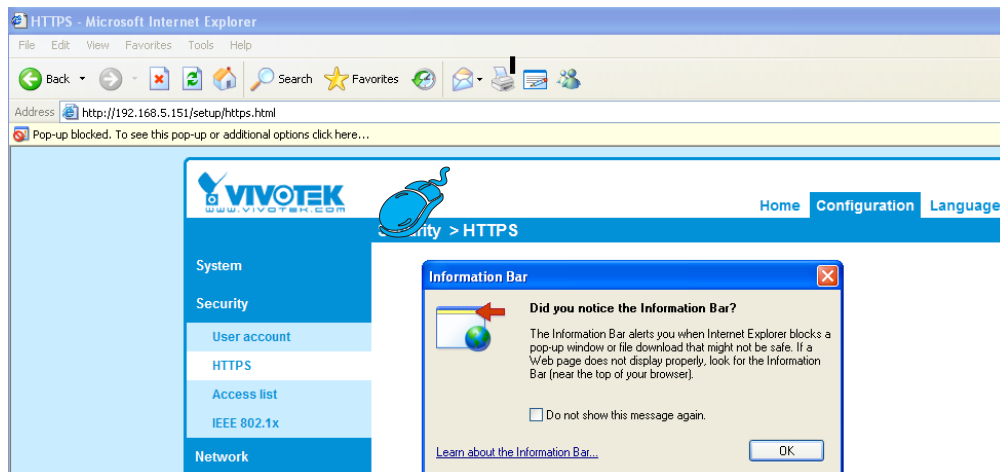 HTTPS - Microsoft Internet Explorer
File Edit View Favorites Tools Help
Back Search Favorites
Address http://192.168.5.151/setup/https.html
Pop-up blocked. To see this pop-up or additional options click here...
VIVOTEK
www.vivotek.com
Home Configuration Language
> HTTPS
System
Security
User account
HTTPS
Access list
IEEE 802.1x
Network
Information Bar
Did you notice the Information Bar?
The Information Bar alerts you when Internet Explorer blocks a
pop-up window or file download that might not be safe. If a
Web page does not display properly, look for the Information
Bar (near the top of your browser).
Do not show this message again.
Learn about the Information Bar...
OK